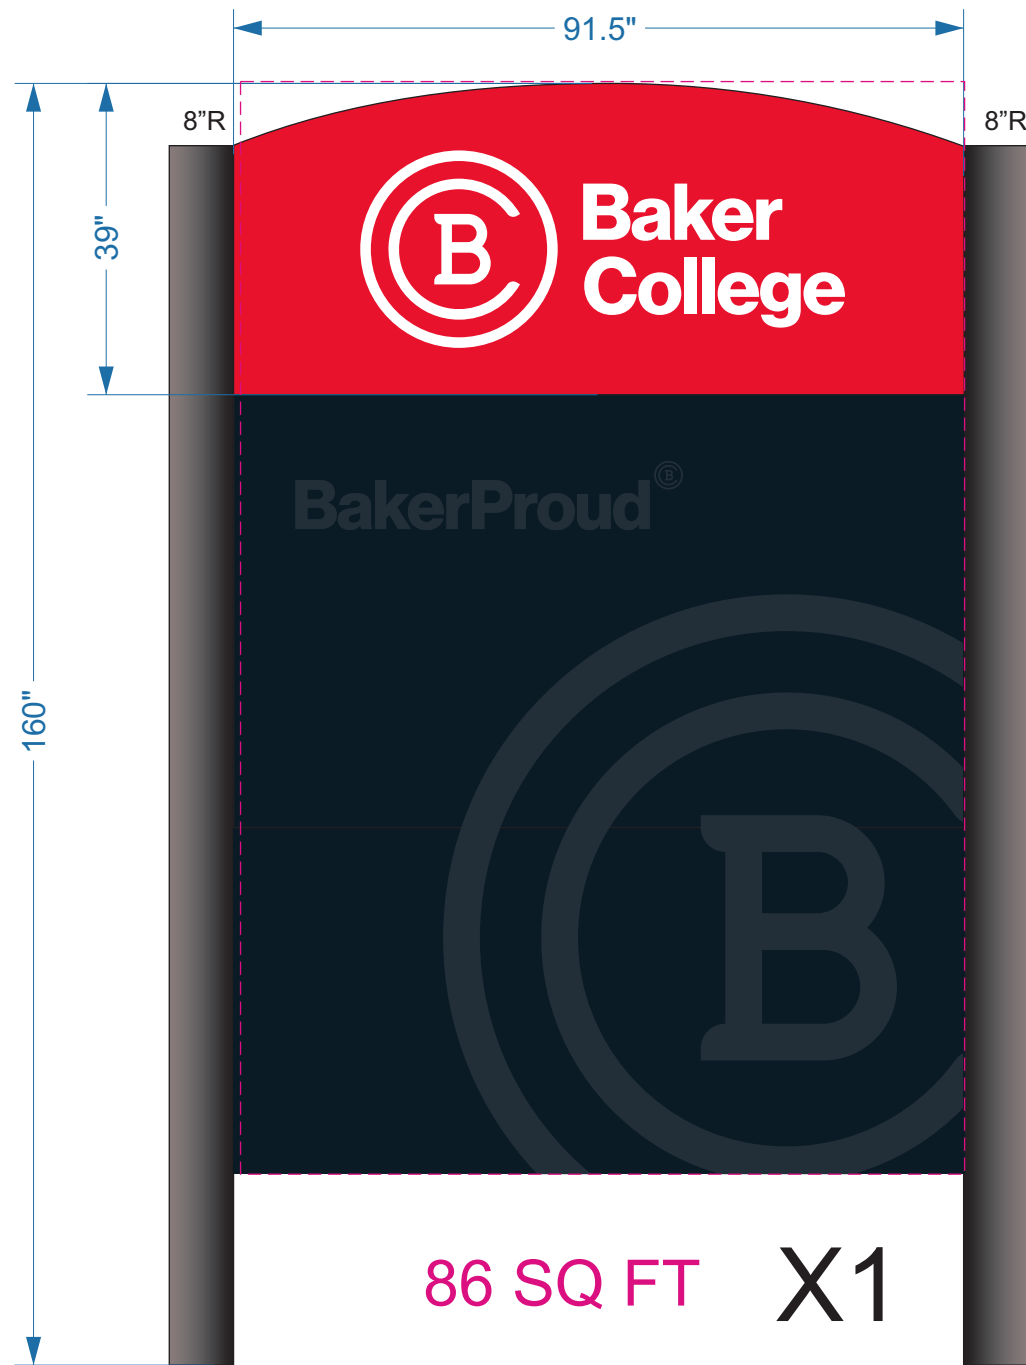 91.5"
8”R
8”R
39"
B
Baker
College
BakerProud
B
160"
B
86 SQ FT
X1